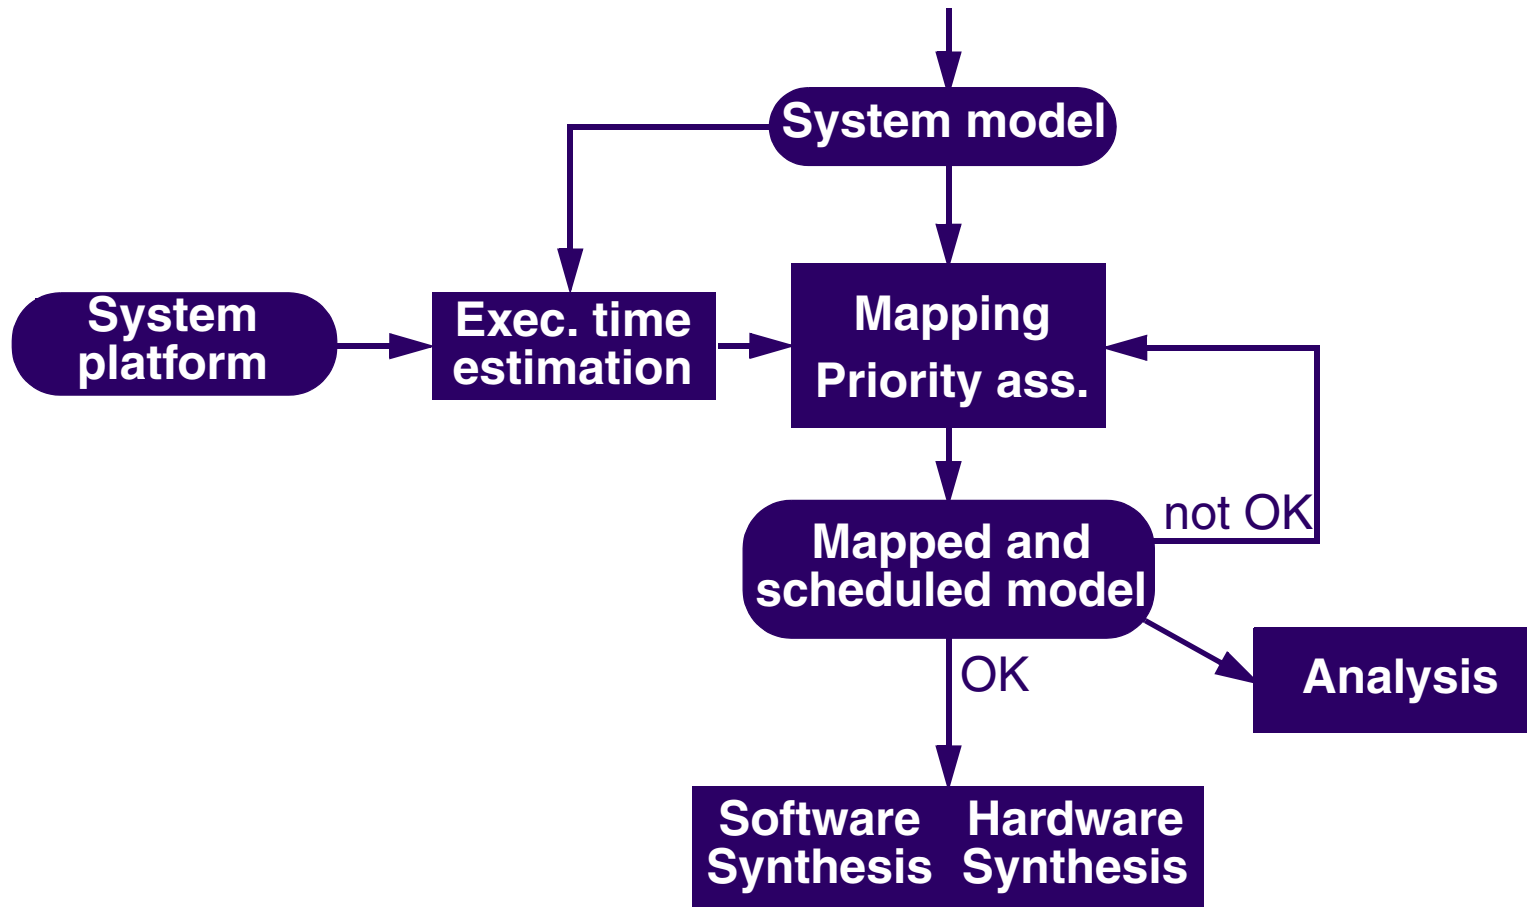 System model
System
platform
Exec. time
estimation
Mapping
Priority ass.
not OK
Mapped and
scheduled model
OK
Analysis
Software
Synthesis
Hardware
Synthesis